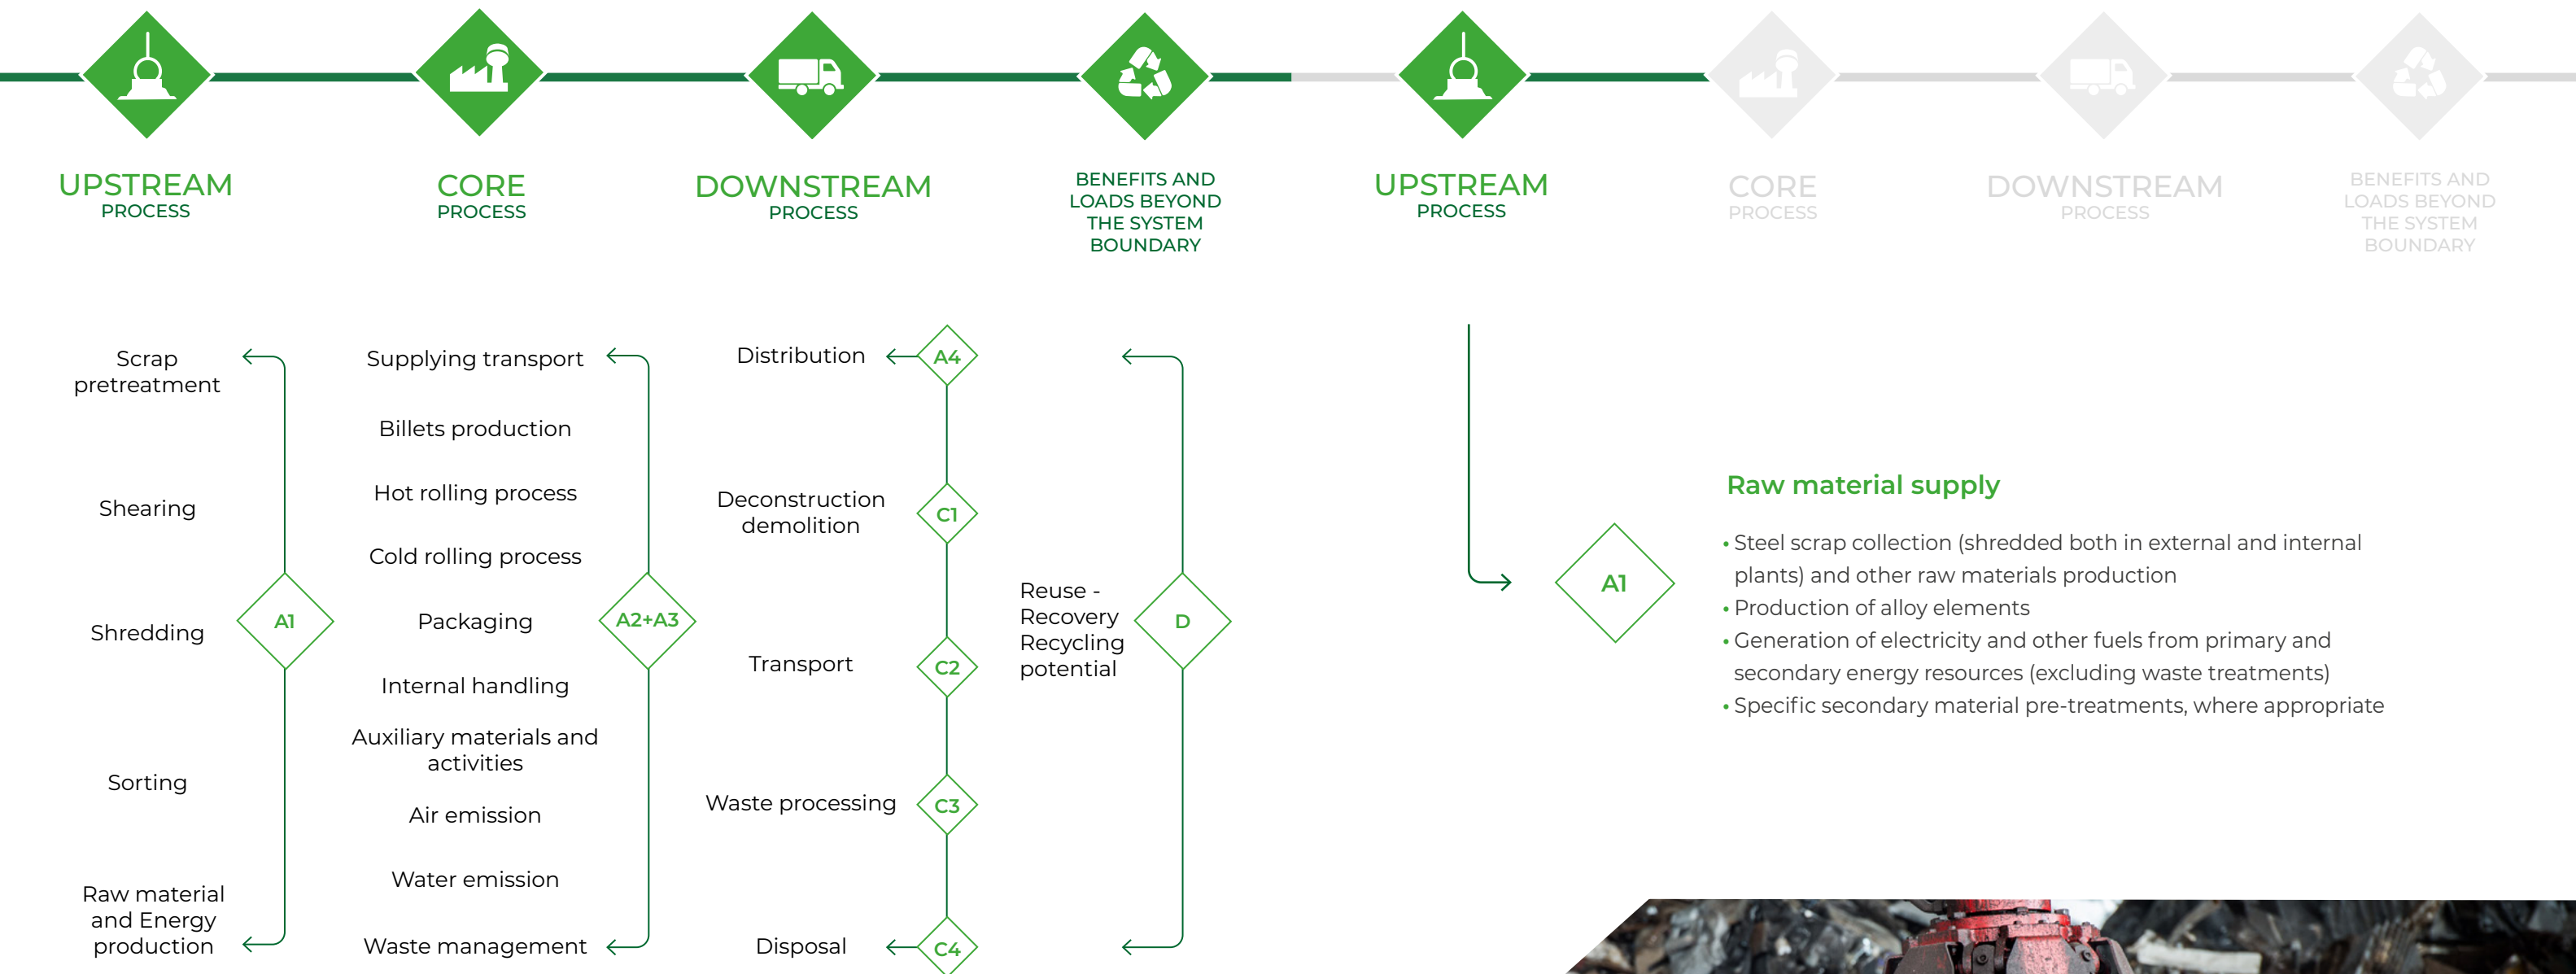 UPSTREAM
PROCESS
CORE
PROCESS
DOWNSTREAM
PROCESS
BENEFITS AND
LOADS BEYOND
THE SYSTEM
BOUNDARY
Scrap
pretreatment
Shearing
Shredding
Sorting
Raw material
and Energy
production
A1
Supplying transport
Billets production
Hot rolling process
Cold rolling process
Packaging
Internal handling
Auxiliary materials and
activities
Air emission
Water emission
Waste management
A2+A3
Distribution
A4
Deconstruction
demolition
C1
Transport
C2
Waste processing
C3
Disposal
C4
Reuse -
Recovery
Recycling
potential
D
UPSTREAM
PROCESS
CORE
PROCESS
DOWNSTREAM
PROCESS
BENEFITS AND
LOADS BEYOND
THE SYSTEM
BOUNDARY
A1
Raw material supply
• Steel scrap collection (shredded both in external and internal
plants) and other raw materials production
• Production of alloy elements
• Generation of electricity and other fuels from primary and
secondary energy resources (excluding waste treatments)
• Specific secondary material pre-treatments, where appropriate